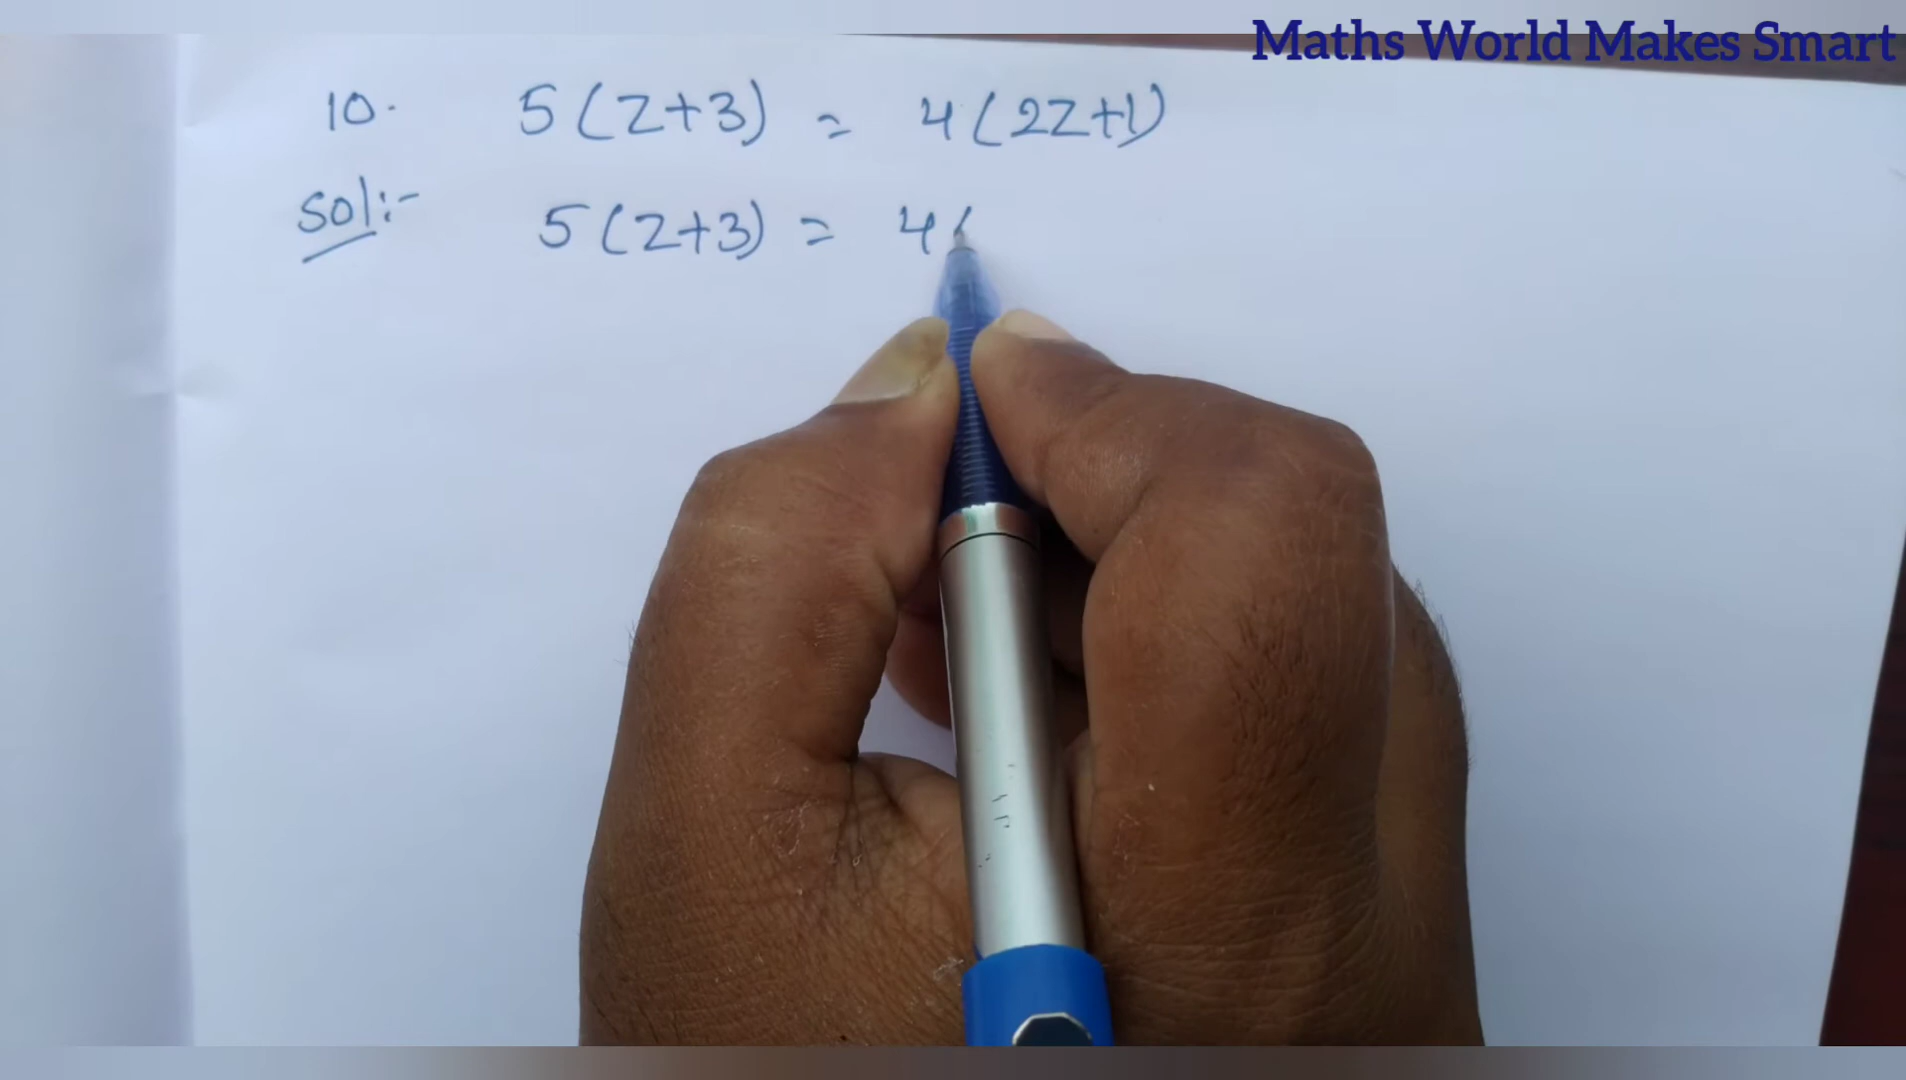 Maths World Makes Smart
10. 5(z+3) = 4(2z+1)
Sol:- 5(z+3) = 4(